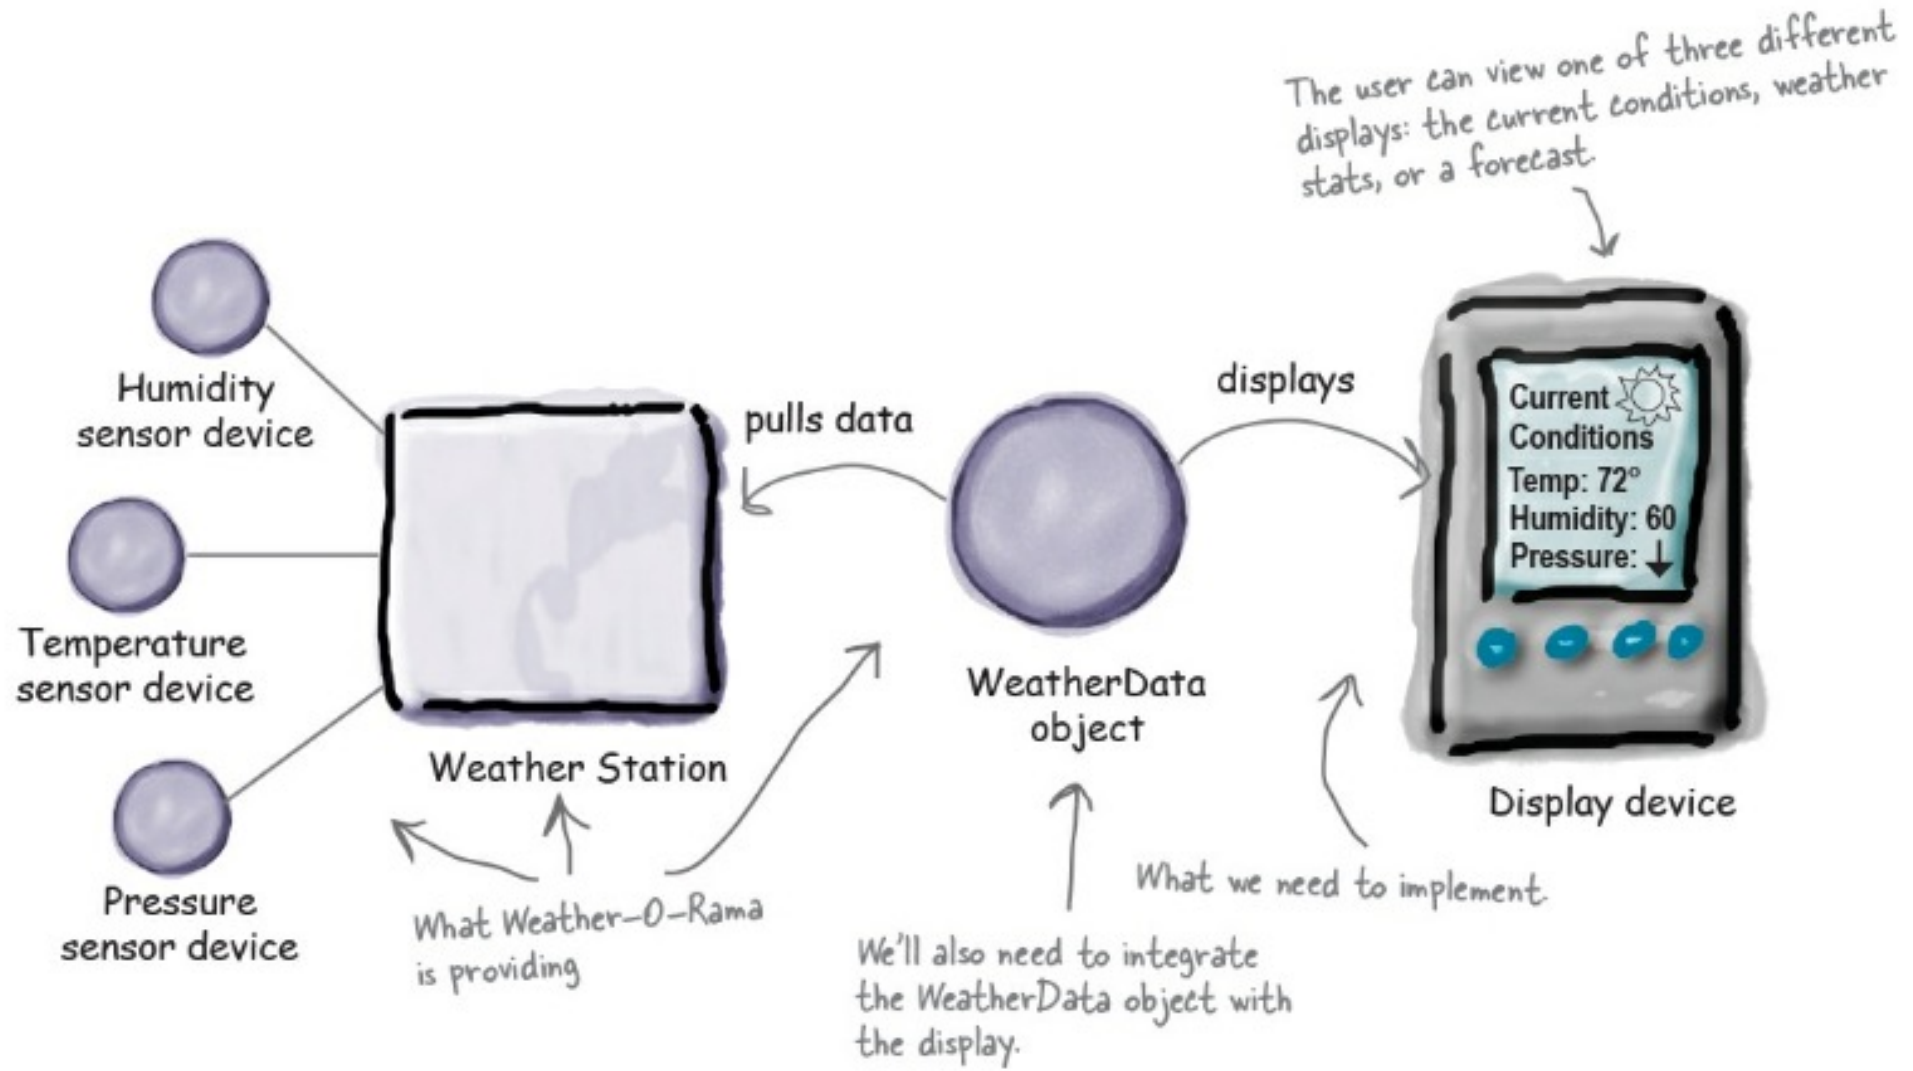 The user can view one of three different
displays: the current conditions, weather
stats, or a forecast.
Humidity
sensor device
Temperature
sensor device
Pressure
sensor device
Weather Station
pulls data
WeatherData
object
displays
Current
Conditions
Temp: 72°
Humidity: 60
Pressure: ↓
Display device
What Weather-O-Rama
is providing
We'll also need to integrate
the WeatherData object with
the display.
What we need to implement.